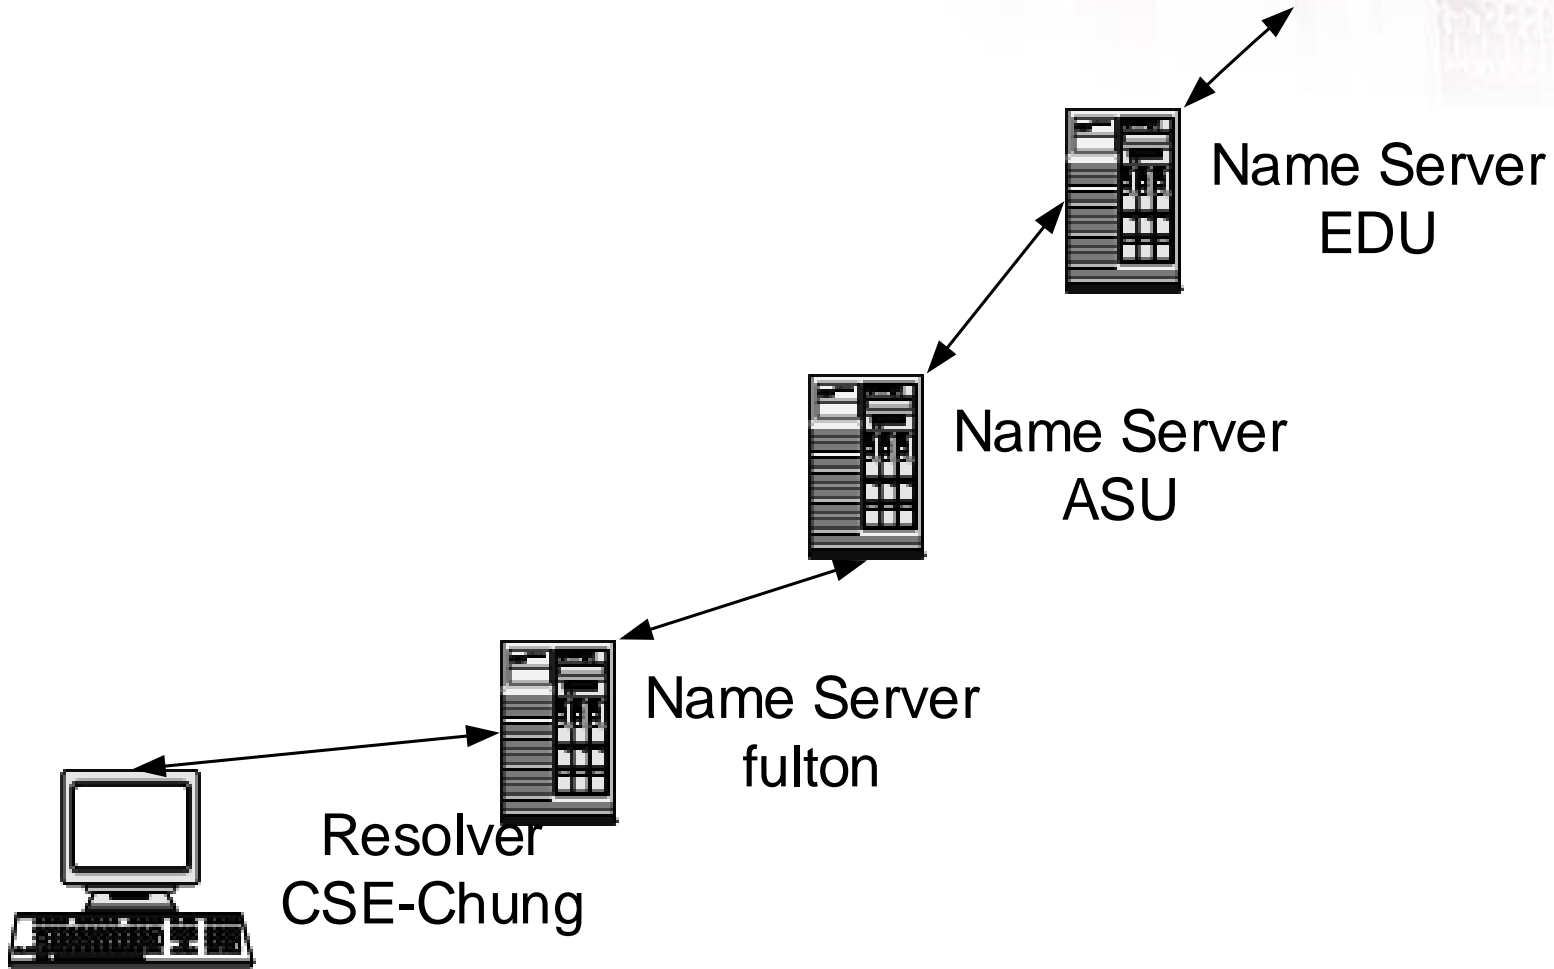 Name Server
EDU
Name Server
ASU
Name Server
fulton
Resolver
CSE-Chung